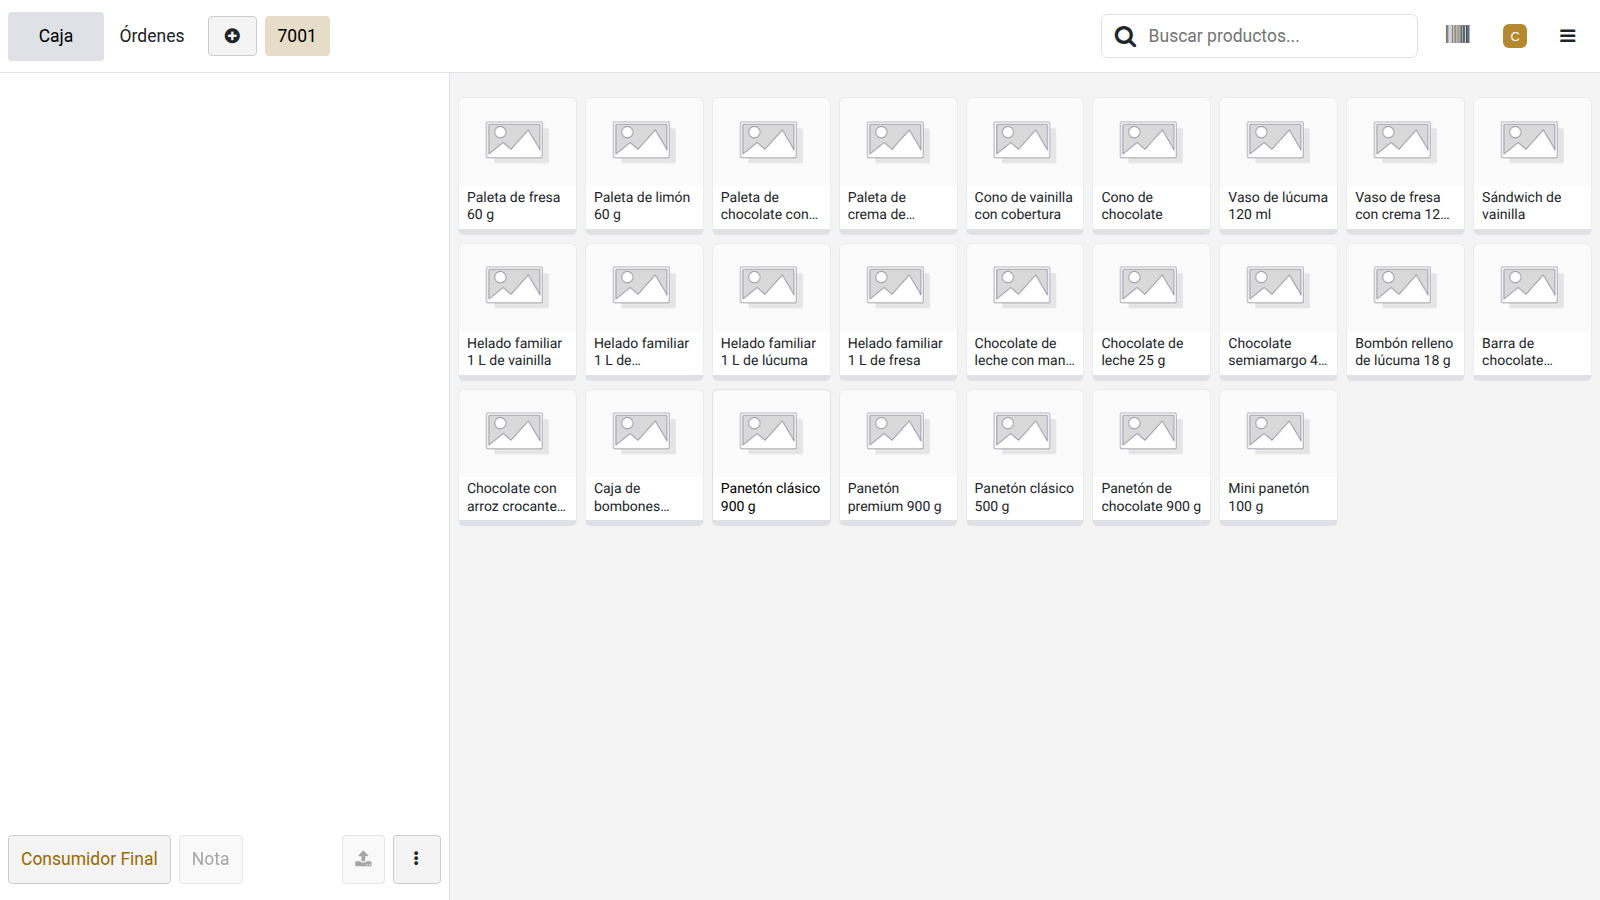 Caja
Órdenes
7001
Buscar productos...
C
Paleta de fresa
60 g
Paleta de limón
60 g
Paleta de
chocolate con...
Paleta de
crema de...
Cono de vainilla
con cobertura
Cono de
chocolate
Vaso de lúcuma
120 ml
Vaso de fresa
con crema 12...
Sándwich de
vainilla
Helado familiar
1 L de vainilla
Helado familiar
1 L de...
Helado familiar
1 L de lúcuma
Helado familiar
1 L de fresa
Chocolate de
leche con man...
Chocolate de
leche 25 g
Chocolate
semiamargo 4...
Bombón relleno
de lúcuma 18 g
Barra de
chocolate...
Chocolate con
arroz crocante...
Caja de
bombones...
Panetón clásico
900 g
Panetón
premium 900 g
Panetón clásico
500 g
Panetón de
chocolate 900 g
Mini panetón
100 g
Consumidor Final
Nota